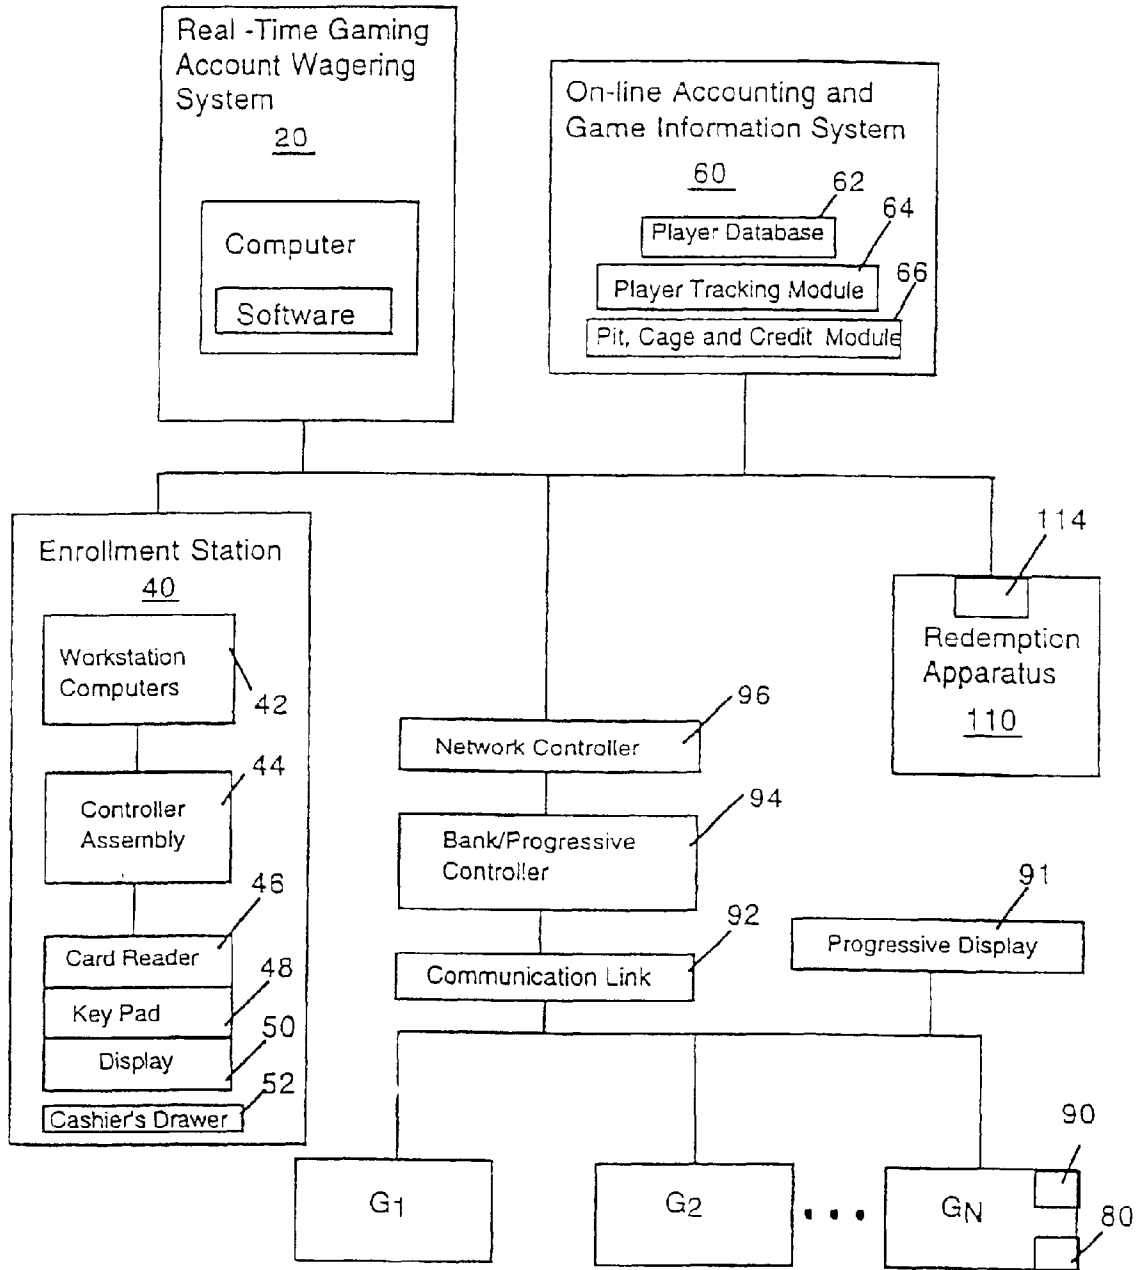 Real -Time Gaming
Account Wagering
System
20
Computer
Software
On-line Accounting and
Game Information System
60
62
Player Database
64
Player Tracking Module
66
Pit, Cage and Credit Module
Enrollment Station
40
Workstation
Computers
42
Controller
Assembly
44
Card Reader
46
Key Pad
48
Display
50
Cashier's Drawer
52
114
Redemption
Apparatus
110
96
Network Controller
94
Bank/Progressive
Controller
92
Communication Link
91
Progressive Display
G1
G2
GN
90
80